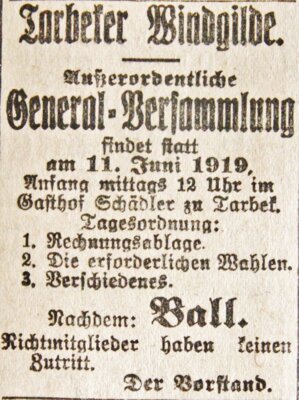 Tarbeker Windgilde.
Außerordentliche
General-Versammlung
findet statt
am 11. Juni 1919,
Anfang mittags 12 Uhr im
Gasthof Schädler zu Tarbek.
Tagesordnung:
1. Rechnungsablage.
2. Die erforderlichen Wahlen.
3. Verschiedenes.
Nachdem: Ball.
Nichtmitglieder haben keinen
Zutritt.
Der Vorstand.